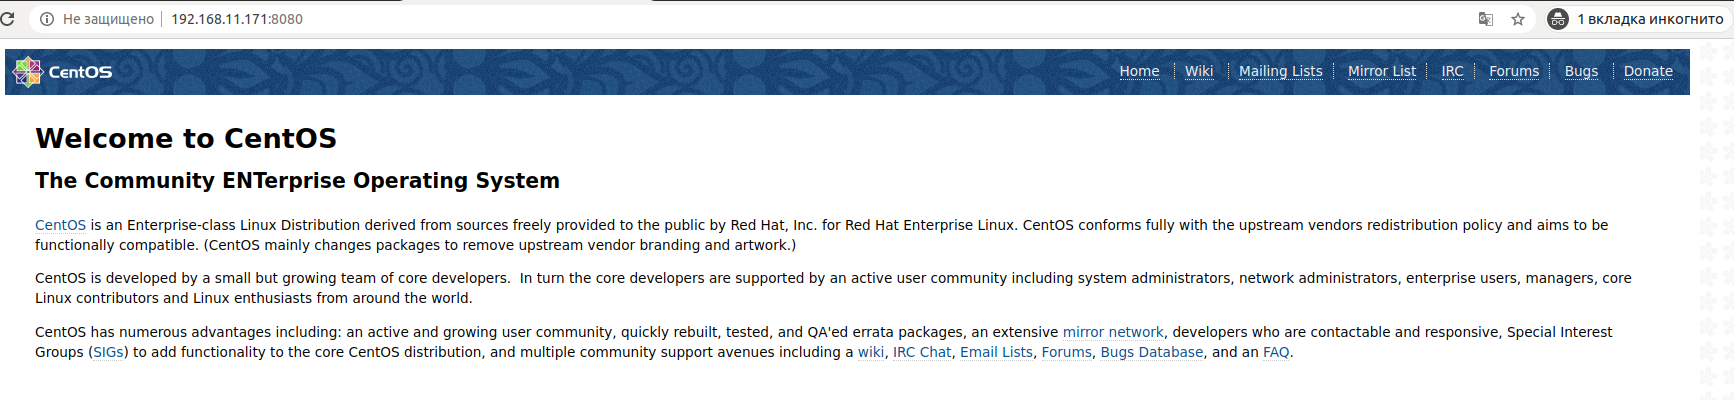 Не защищено 192.168.11.171:8080 1 вкладка инкогнито
CentOS Home Wiki Mailing Lists Mirror List IRC Forums Bugs Donate
Welcome to CentOS
The Community ENTerprise Operating System
CentOS is an Enterprise-class Linux Distribution derived from sources freely provided to the public by Red Hat, Inc. for Red Hat Enterprise Linux. CentOS conforms fully with the upstream vendors redistribution policy and aims to be
functionally compatible. (CentOS mainly changes packages to remove upstream vendor branding and artwork.)
CentOS is developed by a small but growing team of core developers.  In turn the core developers are supported by an active user community including system administrators, network administrators, enterprise users, managers, core
Linux contributors and Linux enthusiasts from around the world.
CentOS has numerous advantages including: an active and growing user community, quickly rebuilt, tested, and QA'ed errata packages, an extensive mirror network, developers who are contactable and responsive, Special Interest
Groups (SIGs) to add functionality to the core CentOS distribution, and multiple community support avenues including a wiki, IRC Chat, Email Lists, Forums, Bugs Database, and an FAQ.